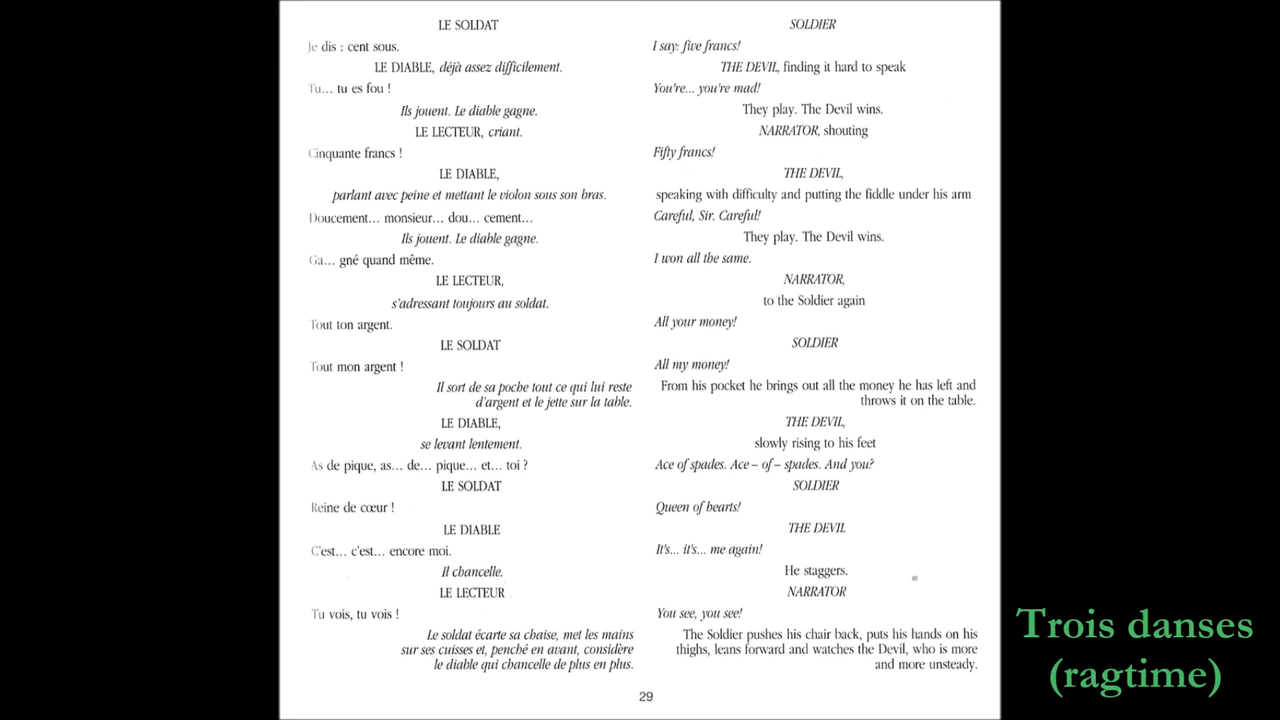 LE SOLDAT
Je dis : cent sous.
LE DIABLE, déjà assez difficilement.
Tu... tu es fou !
Ils jouent. Le diable gagne.
LE LECTEUR, criant.
Cinquante francs !
LE DIABLE,
parlant avec peine et mettant le violon sous son bras.
Doucement... monsieur... dou... cement...
Ils jouent. Le diable gagne.
Ga... gné quand même.
LE LECTEUR,
s'adressant toujours au soldat.
Tout ton argent.
LE SOLDAT
Tout mon argent !
Il sort de sa poche tout ce qui lui reste
d'argent et le jette sur la table.
LE DIABLE,
se levant lentement.
As de pique, as... de... pique... et... toi ?
LE SOLDAT
Reine de cœur !
LE DIABLE
C'est... c'est... encore moi.
Il chancelle.
LE LECTEUR
Tu vois, tu vois !
Le soldat écarte sa chaise, met les mains
sur ses cuisses et, penché en avant, considère
le diable qui chancelle de plus en plus.
SOLDIER
I say: five francs!
THE DEVIL, finding it hard to speak
You're... you're mad!
They play. The Devil wins.
NARRATOR, shouting
Fifty francs!
THE DEVIL,
speaking with difficulty and putting the fiddle under his arm
Careful, Sir. Careful!
They play. The Devil wins.
I won all the same.
NARRATOR,
to the Soldier again
All your money!
SOLDIER
All my money!
From his pocket he brings out all the money he has left and
throws it on the table.
THE DEVIL,
slowly rising to his feet
Ace of spades. Ace – of – spades. And you?
SOLDIER
Queen of hearts!
THE DEVIL
It's... it's... me again!
He staggers.
NARRATOR
You see, you see!
The Soldier pushes his chair back, puts his hands on his
thighs, leans forward and watches the Devil, who is more
and more unsteady.
29
Trois danses
(ragtime)